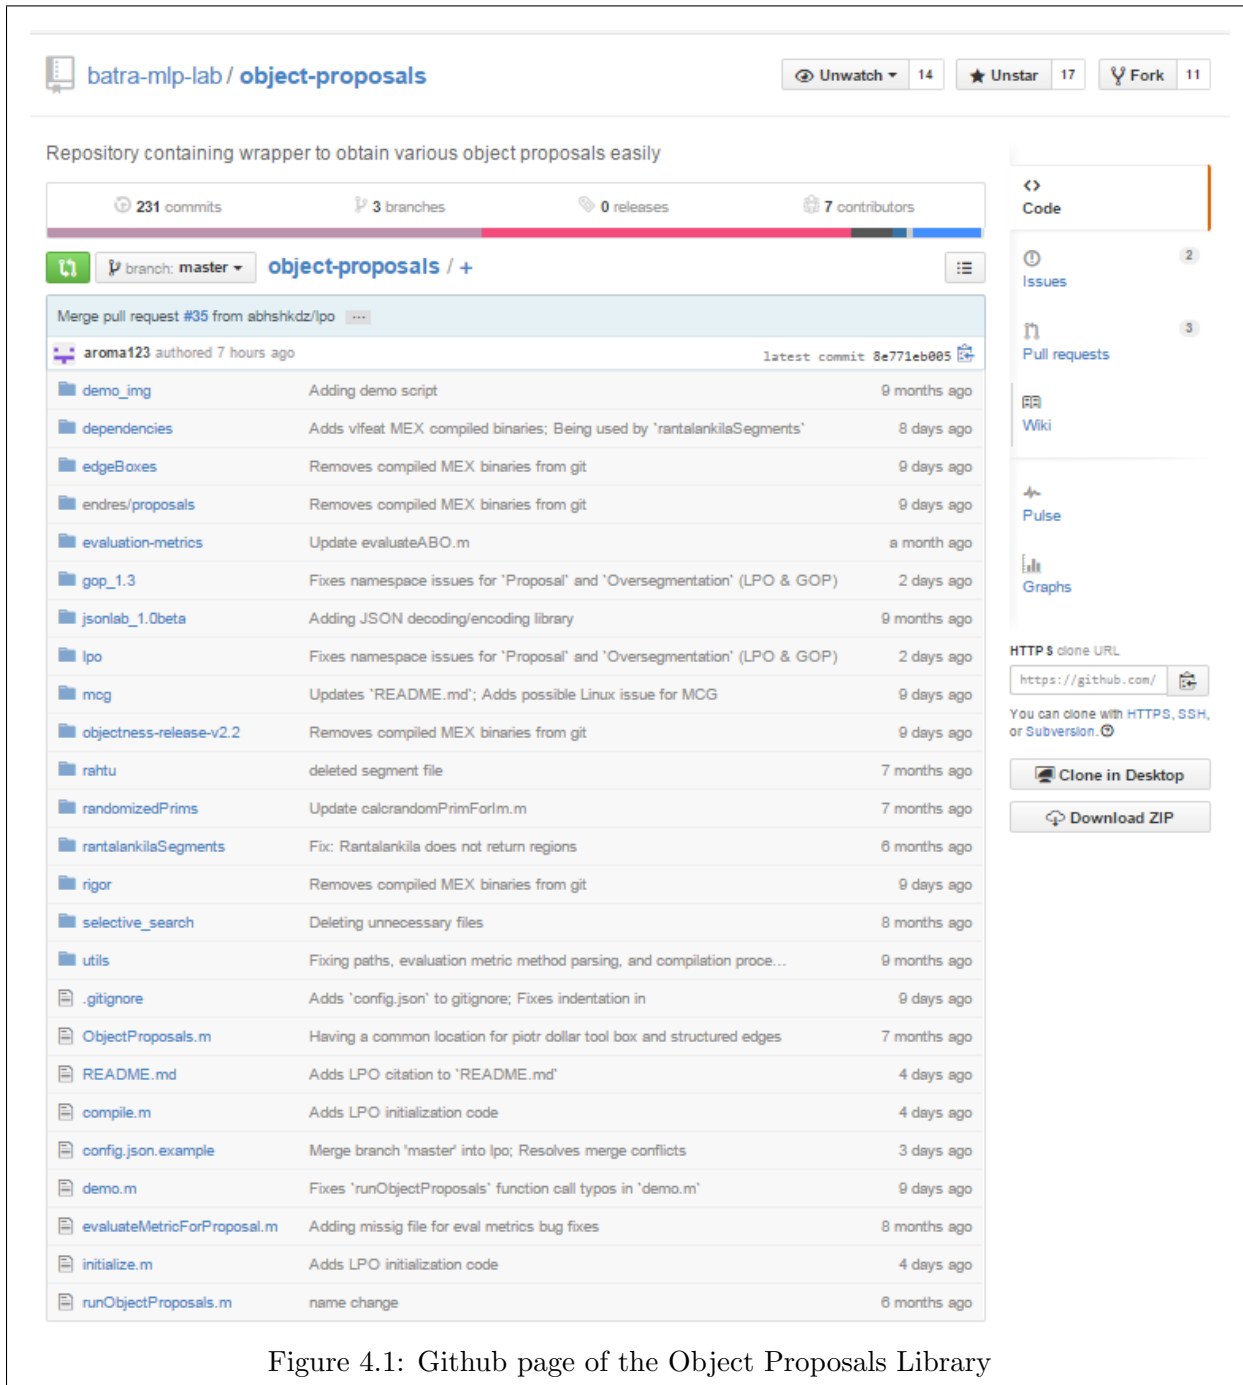 batra-mlp-lab / object-proposals
Unwatch 14 Unstar 17 Fork 11
Repository containing wrapper to obtain various object proposals easily
231 commits 3 branches 0 releases 7 contributors
branch: master object-proposals / +
Merge pull request #35 from abhshkdz/lpo ...
aroma123 authored 7 hours ago latest commit 8e771eb005
demo_img Adding demo script 9 months ago
dependencies Adds vlfeat MEX compiled binaries; Being used by `rantalankilaSegments` 8 days ago
edgeBoxes Removes compiled MEX binaries from git 9 days ago
endres/proposals Removes compiled MEX binaries from git 9 days ago
evaluation-metrics Update evaluateABO.m a month ago
gop_1.3 Fixes namespace issues for `Proposal` and `Oversegmentation` (LPO & GOP) 2 days ago
jsonlab_1.0beta Adding JSON decoding/encoding library 9 months ago
lpo Fixes namespace issues for `Proposal` and `Oversegmentation` (LPO & GOP) 2 days ago
mcg Updates `README.md`; Adds possible Linux issue for MCG 9 days ago
objectness-release-v2.2 Removes compiled MEX binaries from git 9 days ago
rahtu deleted segment file 7 months ago
randomizedPrims Update calcrandomPrimForIm.m 7 months ago
rantalankilaSegments Fix: Rantalankila does not return regions 6 months ago
rigor Removes compiled MEX binaries from git 9 days ago
selective_search Deleting unnecessary files 8 months ago
utils Fixing paths, evaluation metric method parsing, and compilation proce... 9 months ago
.gitignore Adds `config.json` to gitignore; Fixes indentation in 9 days ago
ObjectProposals.m Having a common location for piotr dollar tool box and structured edges 7 months ago
README.md Adds LPO citation to `README.md` 4 days ago
compile.m Adds LPO initialization code 4 days ago
config.json.example Merge branch 'master' into lpo; Resolves merge conflicts 3 days ago
demo.m Fixes `runObjectProposals` function call typos in `demo.m` 9 days ago
evaluateMetricForProposal.m Adding missig file for eval metrics bug fixes 8 months ago
initialize.m Adds LPO initialization code 4 days ago
runObjectProposals.m name change 6 months ago
Code
Issues 2
Pull requests 3
Wiki
Pulse
Graphs
HTTPS clone URL
https://github.com/
You can clone with HTTPS, SSH,
or Subversion.
Clone in Desktop
Download ZIP
Figure 4.1: Github page of the Object Proposals Library